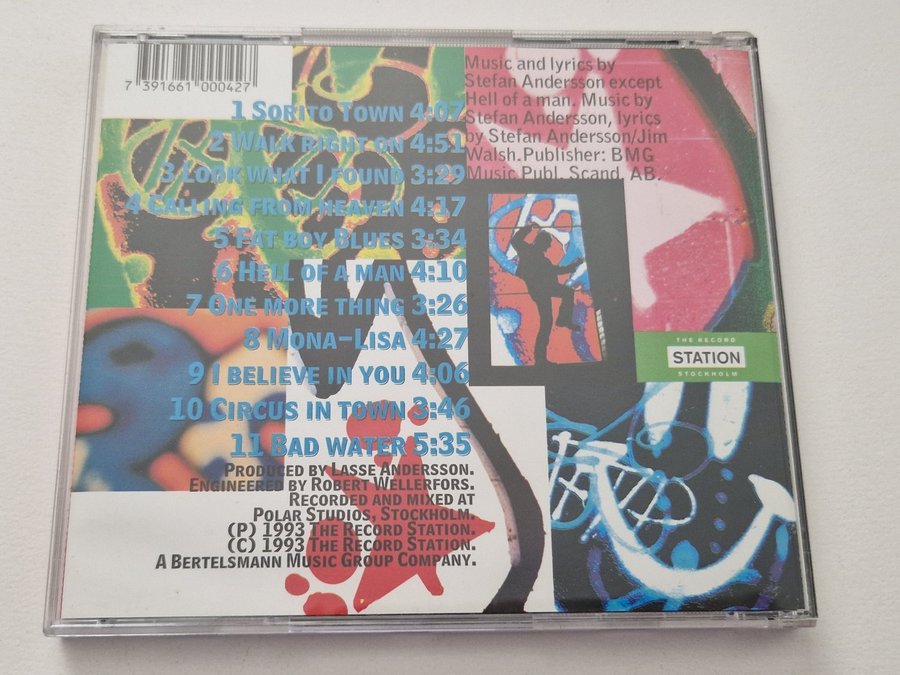 7 391661 000427
1 Sorito Town 4:07
2 Walk right on 4:51
3 Look what I found 3:29
4 Calling from heaven 4:17
5 Fat boy Blues 3:34
6 Hell of a man 4:10
7 One more thing 3:26
8 Mona-Lisa 4:27
9 I believe in you 4:06
10 Circus in town 3:46
11 Bad water 5:35
Produced by Lasse Andersson.
Engineered by Robert Wellerfors.
Recorded and mixed at
Polar Studios, Stockholm.
(P) 1993 The Record Station.
(C) 1993 The Record Station.
A Bertelsmann Music Group Company.
Music and lyrics by
Stefan Andersson except
Hell of a man. Music by
Stefan Andersson, lyrics
by Stefan Andersson/Jim
Walsh. Publisher: BMG
Music Publ. Scand. AB.
THE RECORD
STATION
STOCKHOLM